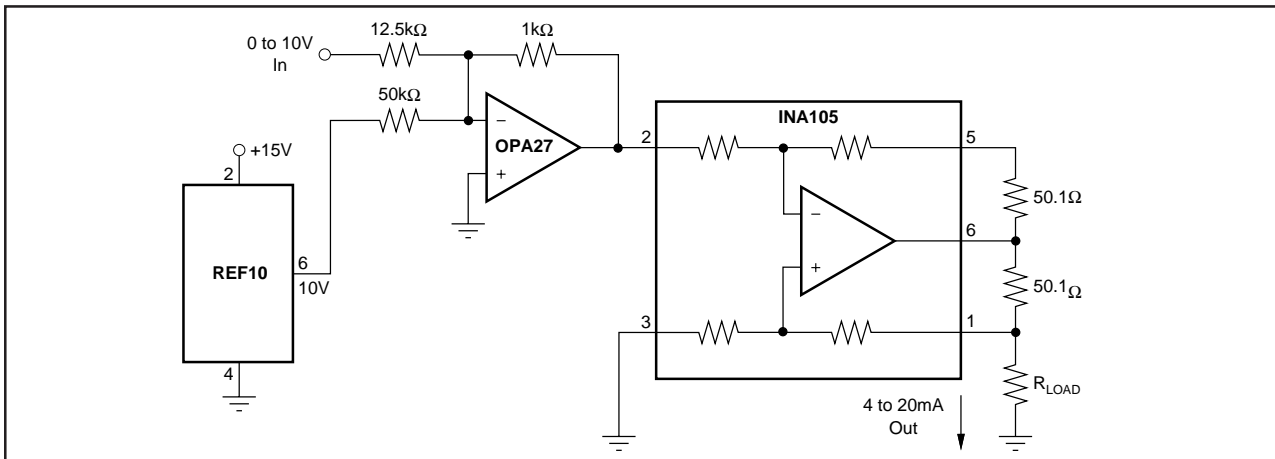 0 to 10V
In
12.5kΩ
1kΩ
50kΩ
OPA27
+15V
2
REF10
6
10V
4
INA105
2
5
50.1Ω
6
50.1Ω
3
1
RLOAD
4 to 20mA
Out
−
+
−
+